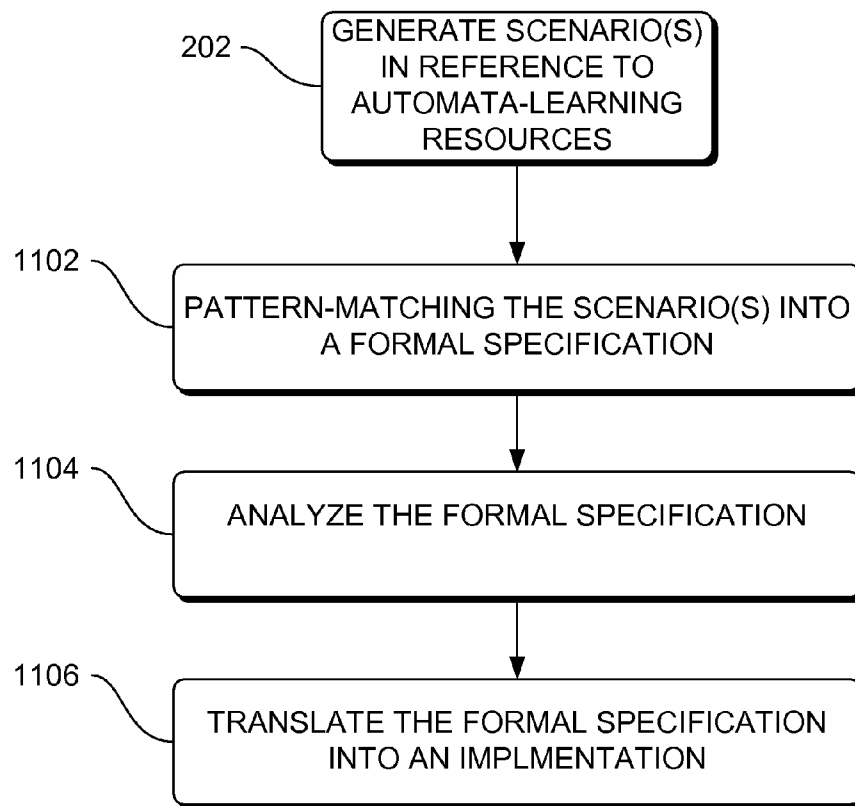 202
GENERATE SCENARIO(S)
IN REFERENCE TO
AUTOMATA-LEARNING
RESOURCES
1102
PATTERN-MATCHING THE SCENARIO(S) INTO
A FORMAL SPECIFICATION
1104
ANALYZE THE FORMAL SPECIFICATION
1106
TRANSLATE THE FORMAL SPECIFICATION
INTO AN IMPLMENTATION